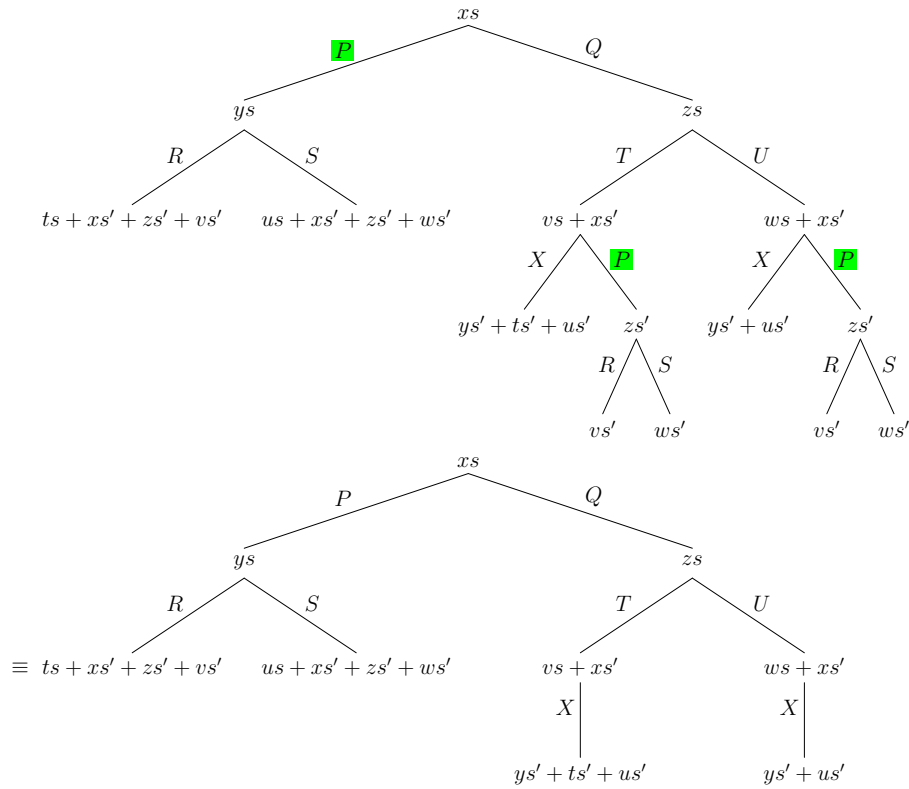 xs
P Q
ys zs
R S T U
ts + xs′ + zs′ + vs′ us + xs′ + zs′ + ws′ vs + xs′ ws + xs′
X P X P
ys′ + ts′ + us′ zs′ ys′ + us′ zs′
R S R S
vs′ ws′ vs′ ws′
xs
P Q
ys zs
R S T U
≡ ts + xs′ + zs′ + vs′ us + xs′ + zs′ + ws′ vs + xs′ ws + xs′
X X
ys′ + ts′ + us′ ys′ + us′